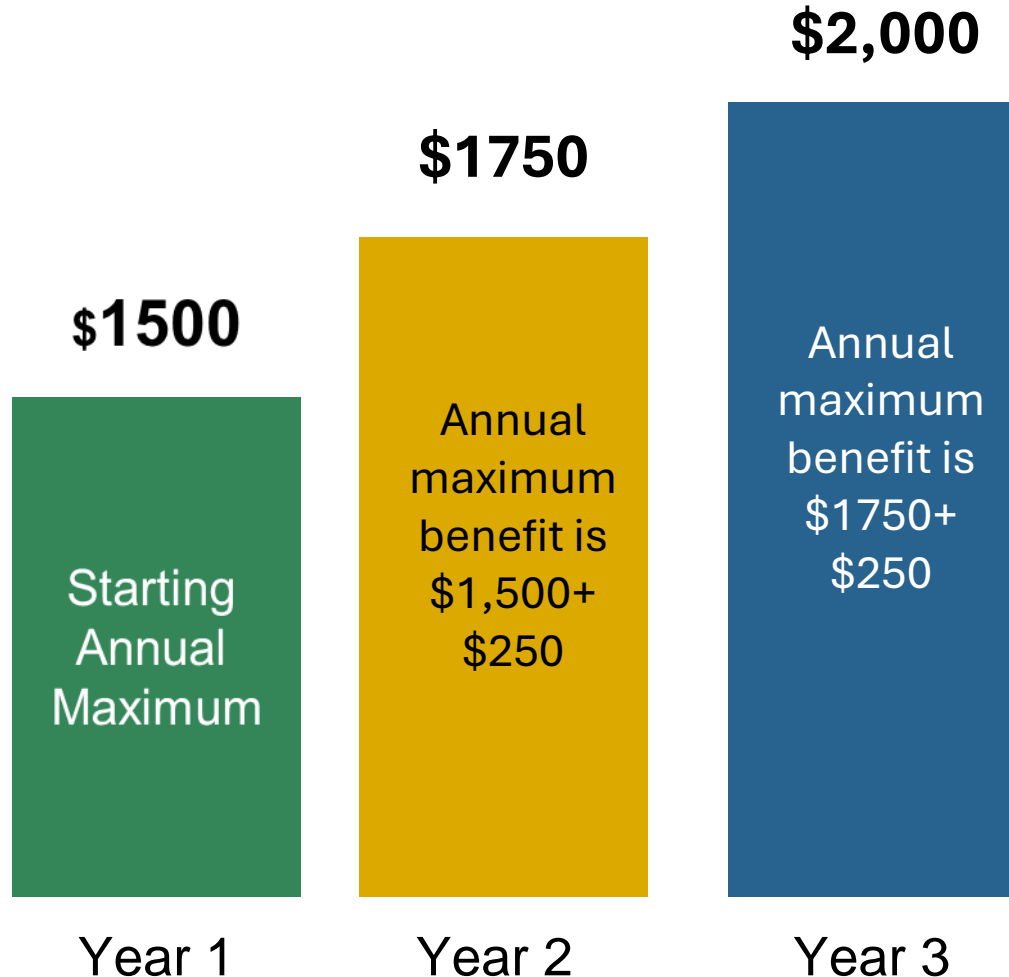 $1500
Starting
Annual
Maximum
Year 1
$1750
Annual
maximum
benefit is
$1,500+
$250
Year 2
$2,000
Annual
maximum
benefit is
$1750+
$250
Year 3